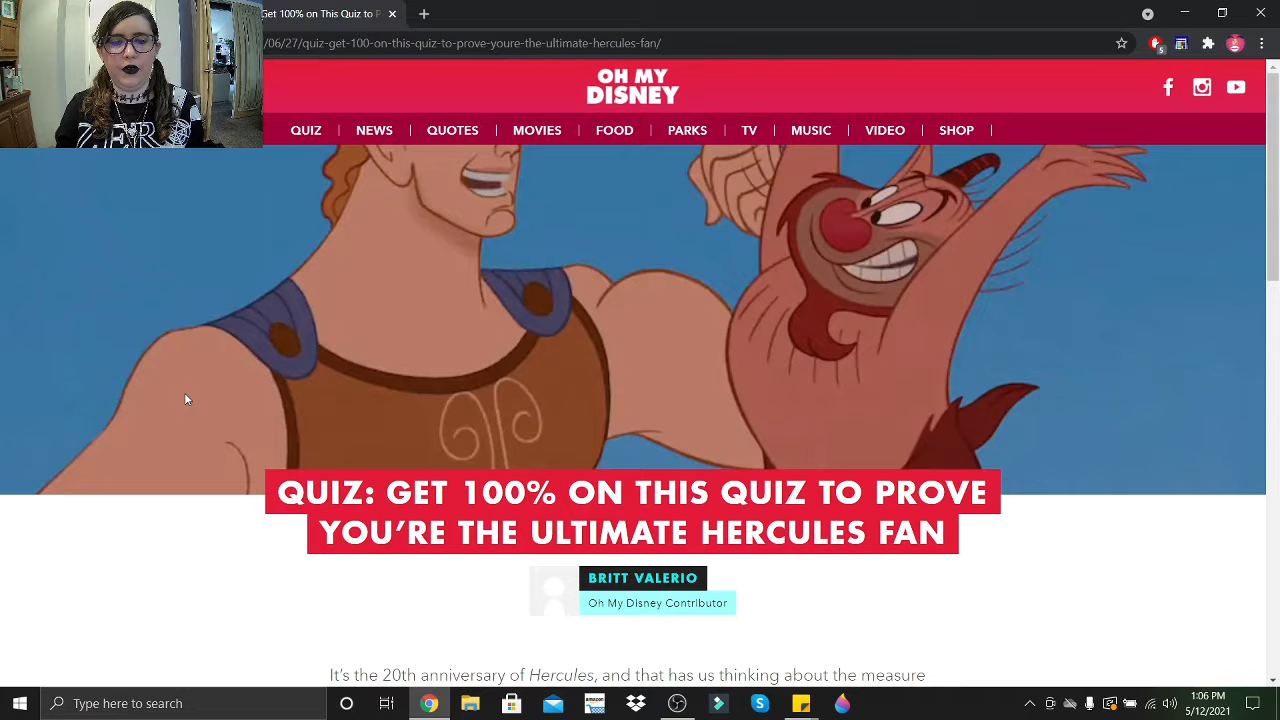 Get 100% on This Quiz to P
/06/27/quiz-get-100-on-this-quiz-to-prove-youre-the-ultimate-hercules-fan/
OH MY
DISNEY
QUIZ NEWS QUOTES MOVIES FOOD PARKS TV MUSIC VIDEO SHOP
QUIZ: GET 100% ON THIS QUIZ TO PROVE
YOU’RE THE ULTIMATE HERCULES FAN
BRITT VALERIO
Oh My Disney Contributor
It’s the 20th anniversary of Hercules, and that has us thinking about the measure
Type here to search
1:06 PM
5/12/2021